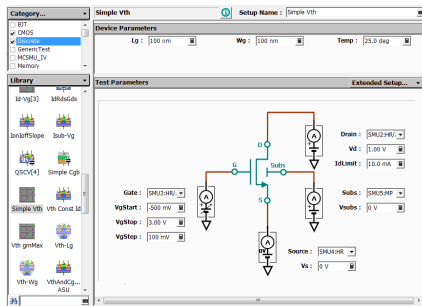 Category...
Simple Vth
Setup Name : Simple Vth
BJT
CMOS
Discrete
GenericTest
MCSMU_IV
Memory
Device Parameters
Lg : 100 nm
Wg : 100 nm
Temp : 25.0 deg
Library
Test Parameters
Extended Setup...
Id-Vg[3]
IdRdsGds
IonIoffSlope
Isub-Vg
QSCV[4]
Simple Cgb
Simple Vth
Vth Const Id
Vth gmMax
Vth-Lg
Vth-Wg
VthAndCg... ASU
D
G
Subs
S
A
A
A
A
Drain : SMU2:HR/...
Vd : 1.00 V
IdLimit : 10.0 mA
Gate : SMU3:HR/...
VgStart : -500 mV
VgStop : 3.00 V
VgStep : 100 mV
Subs : SMU5:MP
Vsubs : 0 V
0V
Source : SMU4:HR
Vs : 0 V